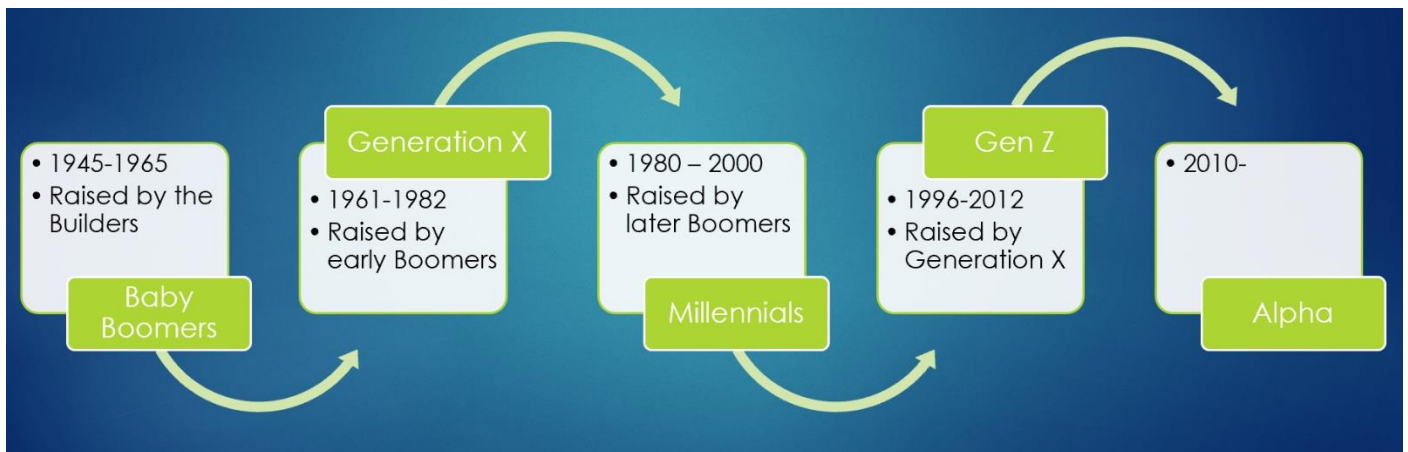 • 1945-1965
• Raised by the
Builders
Baby
Boomers
Generation X
• 1961-1982
• Raised by
early Boomers
• 1980 – 2000
• Raised by
later Boomers
Millennials
Gen Z
• 1996-2012
• Raised by
Generation X
• 2010-
Alpha